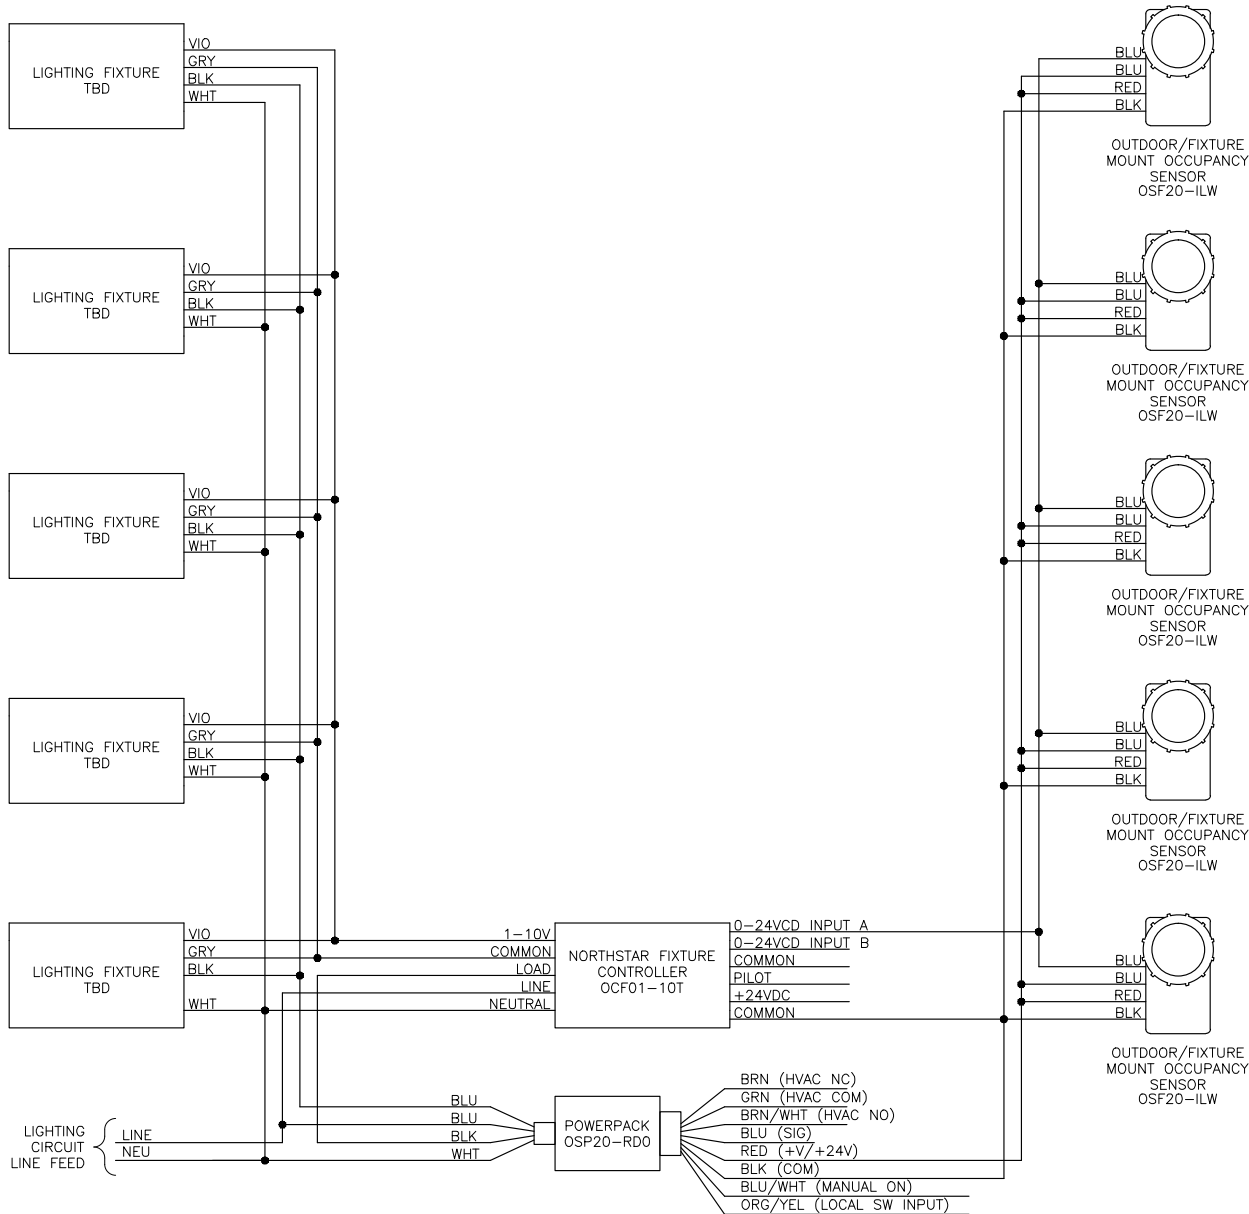 VIO
GRY
BLK
WHT
LIGHTING FIXTURE
TBD
BLU
BLU
RED
BLK
OUTDOOR/FIXTURE
MOUNT OCCUPANCY
SENSOR
OSF20-ILW
VIO
GRY
BLK
WHT
LIGHTING FIXTURE
TBD
BLU
BLU
RED
BLK
OUTDOOR/FIXTURE
MOUNT OCCUPANCY
SENSOR
OSF20-ILW
VIO
GRY
BLK
WHT
LIGHTING FIXTURE
TBD
BLU
BLU
RED
BLK
OUTDOOR/FIXTURE
MOUNT OCCUPANCY
SENSOR
OSF20-ILW
VIO
GRY
BLK
WHT
LIGHTING FIXTURE
TBD
BLU
BLU
RED
BLK
OUTDOOR/FIXTURE
MOUNT OCCUPANCY
SENSOR
OSF20-ILW
VIO
GRY
BLK
WHT
LIGHTING FIXTURE
TBD
1-10V
COMMON
LOAD
LINE
NEUTRAL
NORTHSTAR FIXTURE
CONTROLLER
OCF01-10T
0-24VCD INPUT A
0-24VCD INPUT B
COMMON
PILOT
+24VDC
COMMON
BLU
BLU
RED
BLK
OUTDOOR/FIXTURE
MOUNT OCCUPANCY
SENSOR
OSF20-ILW
LIGHTING
CIRCUIT
LINE FEED
LINE
NEU
BLU
BLU
BLK
WHT
POWERPACK
OSP20-RD0
BRN (HVAC NC)
GRN (HVAC COM)
BRN/WHT (HVAC NO)
BLU (SIG)
RED (+V/+24V)
BLK (COM)
BLU/WHT (MANUAL ON)
ORG/YEL (LOCAL SW INPUT)